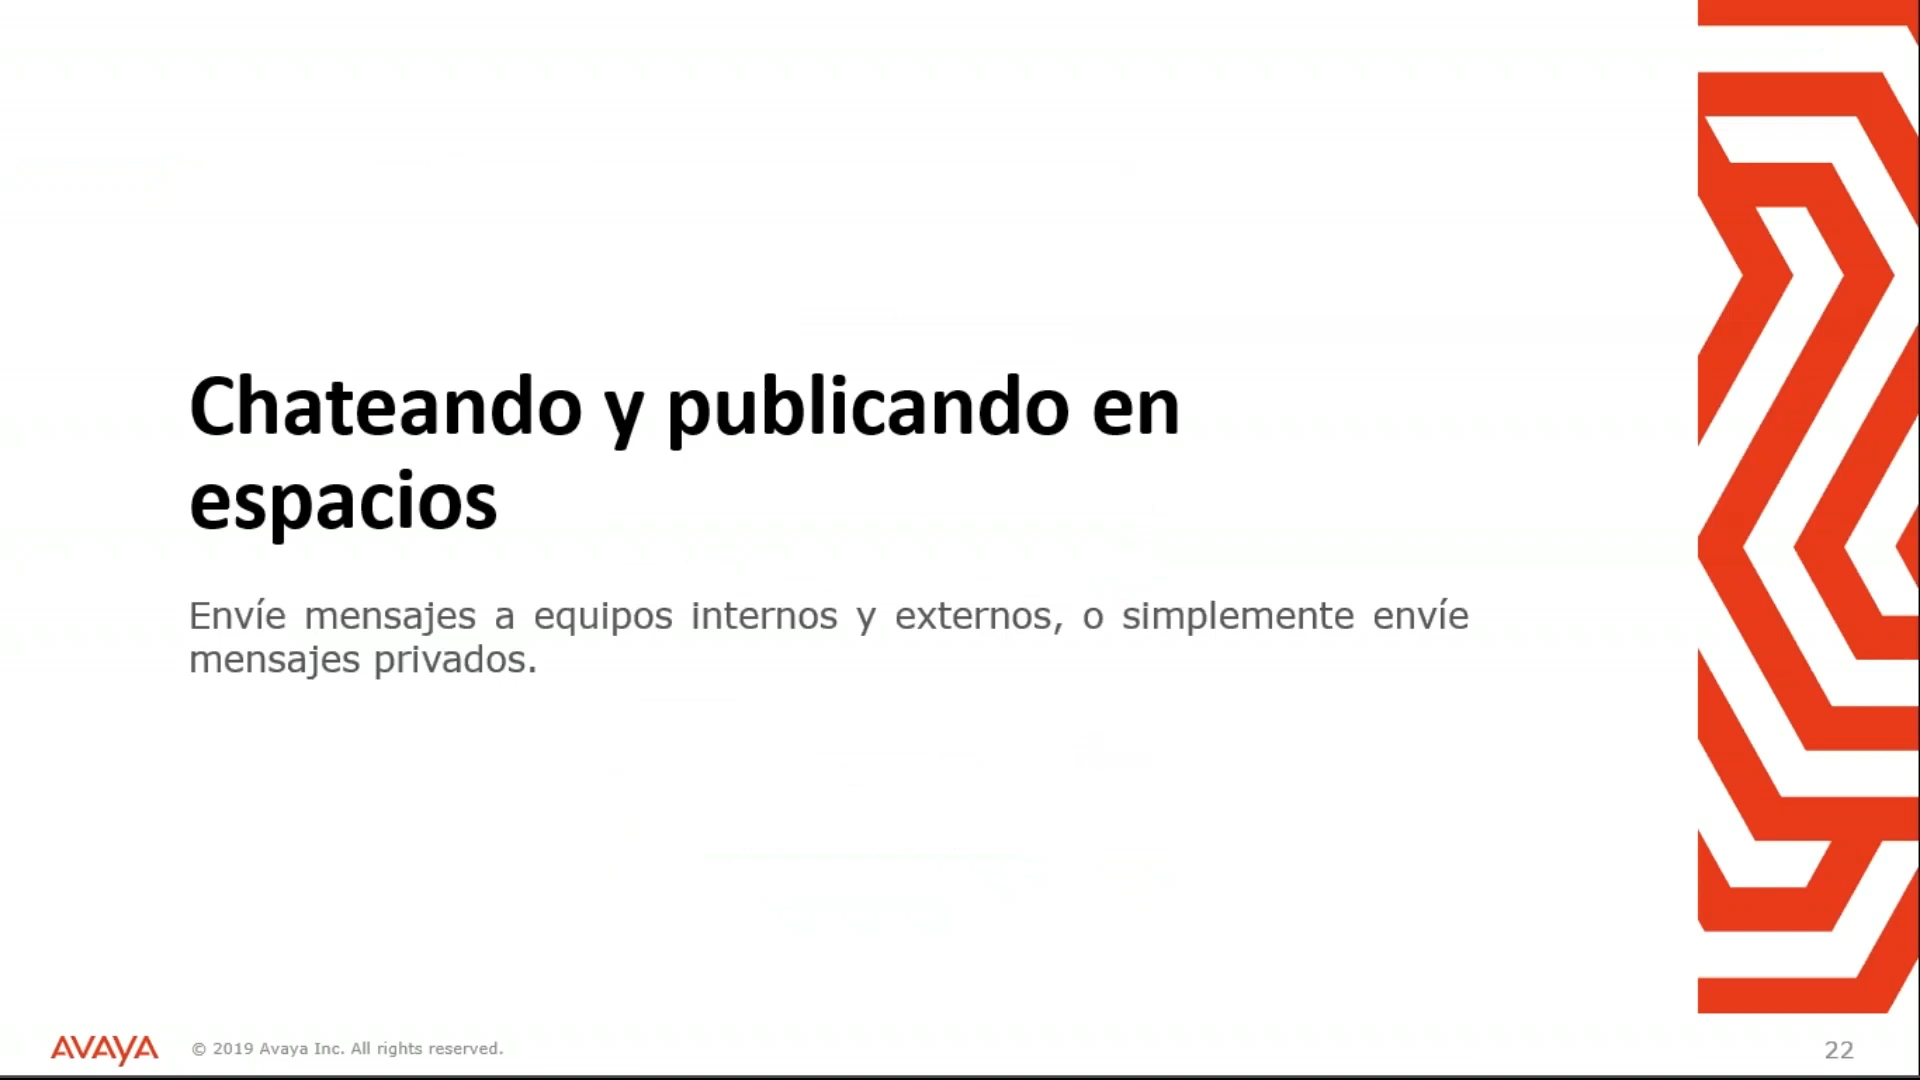 Chateando y publicando en
espacios
Envíe mensajes a equipos internos y externos, o simplemente envíe
mensajes privados.
AVAYA © 2019 Avaya Inc. All rights reserved. 22